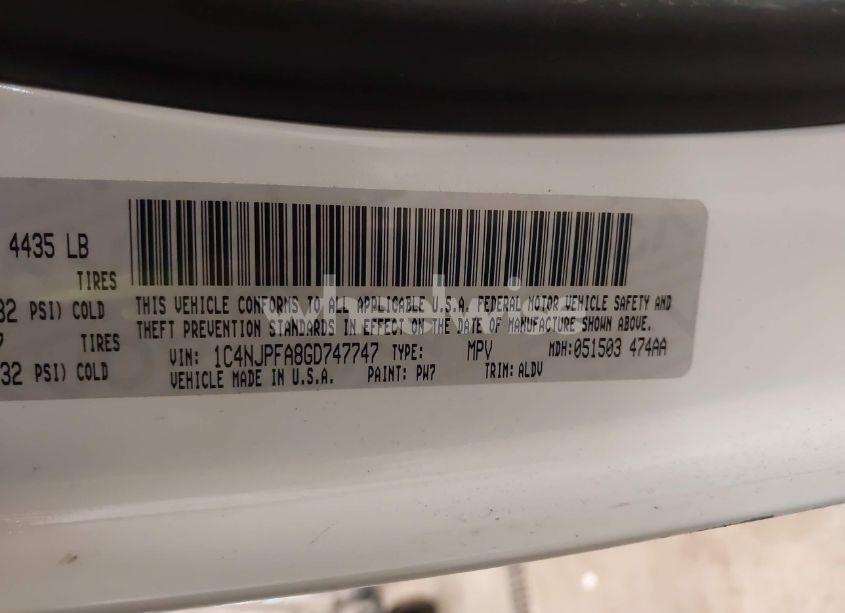 4435 LB
TIRES
32 PSI) COLD
TIRES
32 PSI) COLD
THIS VEHICLE CONFORMS TO ALL APPLICABLE U.S.A. FEDERAL MOTOR VEHICLE SAFETY AND
THEFT PREVENTION STANDARDS IN EFFECT ON THE DATE OF MANUFACTURE SHOWN ABOVE.
VIN: 1C4NJPFA8GD747747 TYPE: MPV MDH:051503 474AA
VEHICLE MADE IN U.S.A. PAINT: PW7 TRIM:ALDV